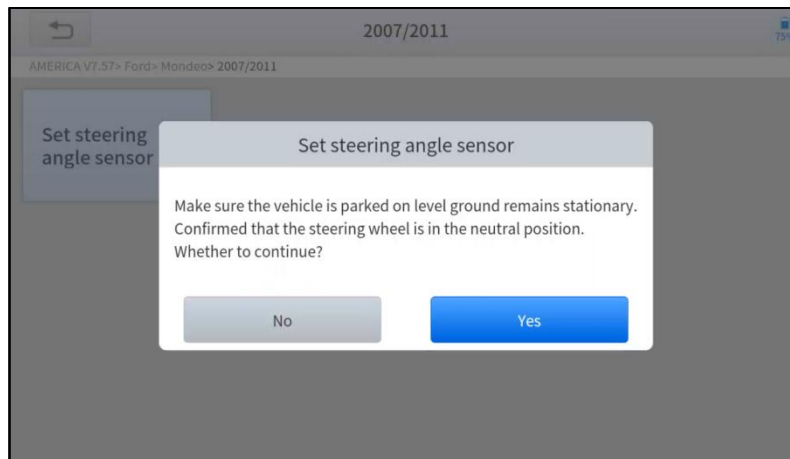 2007/2011
75%
AMERICA V7.57> Ford> Mondeo> 2007/2011
Set steering
angle sensor
Set steering angle sensor
Make sure the vehicle is parked on level ground remains stationary.
Confirmed that the steering wheel is in the neutral position.
Whether to continue?
No
Yes